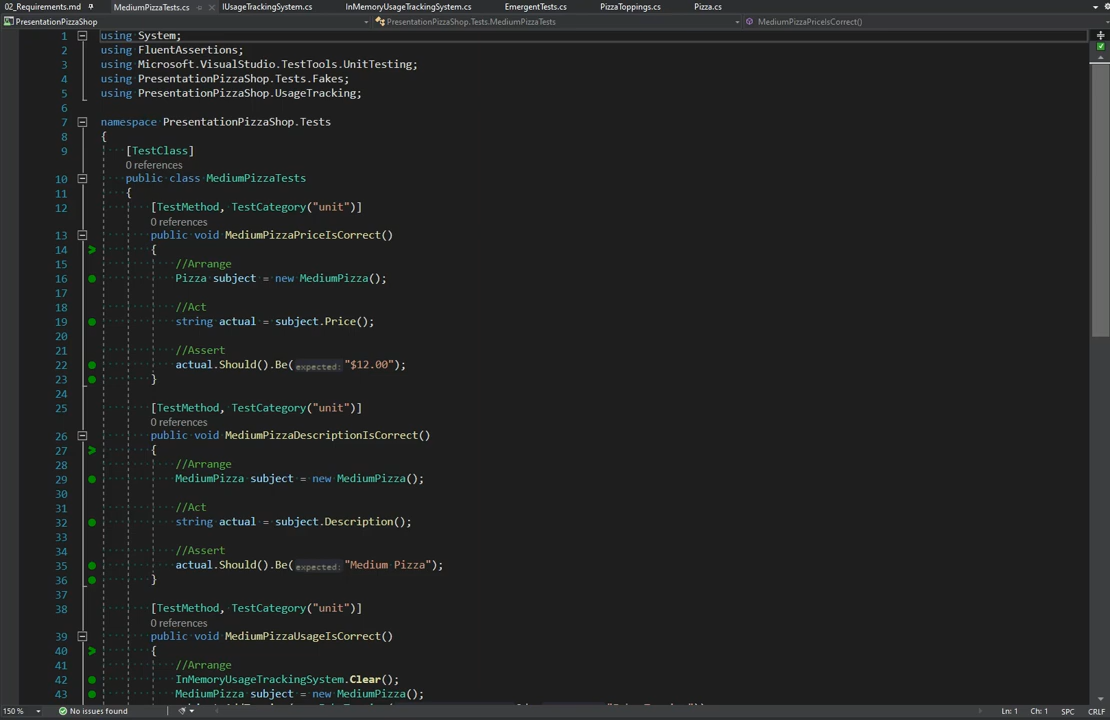 02_Requirements.md MediumPizzaTests.cs IUsageTrackingSystem.cs InMemoryUsageTrackingSystem.cs EmergentTests.cs PizzaToppings.cs Pizza.cs
PresentationPizzaShop PresentationPizzaShop.Tests.MediumPizzaTests MediumPizzaPriceIsCorrect()
1 using System;
2 using FluentAssertions;
3 using Microsoft.VisualStudio.TestTools.UnitTesting;
4 using PresentationPizzaShop.Tests.Fakes;
5 using PresentationPizzaShop.UsageTracking;
6
7 namespace PresentationPizzaShop.Tests
8 {
9 [TestClass]
0 references
10 public class MediumPizzaTests
11 {
12 [TestMethod, TestCategory("unit")]
0 references
13 public void MediumPizzaPriceIsCorrect()
14 {
15 //Arrange
16 Pizza subject = new MediumPizza();
17
18 //Act
19 string actual = subject.Price();
20
21 //Assert
22 actual.Should().Be(expected: "$12.00");
23 }
24
25 [TestMethod, TestCategory("unit")]
0 references
26 public void MediumPizzaDescriptionIsCorrect()
27 {
28 //Arrange
29 MediumPizza subject = new MediumPizza();
30
31 //Act
32 string actual = subject.Description();
33
34 //Assert
35 actual.Should().Be(expected: "Medium Pizza");
36 }
37
38 [TestMethod, TestCategory("unit")]
0 references
39 public void MediumPizzaUsageIsCorrect()
40 {
41 //Arrange
42 InMemoryUsageTrackingSystem.Clear();
43 MediumPizza subject = new MediumPizza();
150 % No issues found Ln: 1 Ch: 1 SPC CRLF